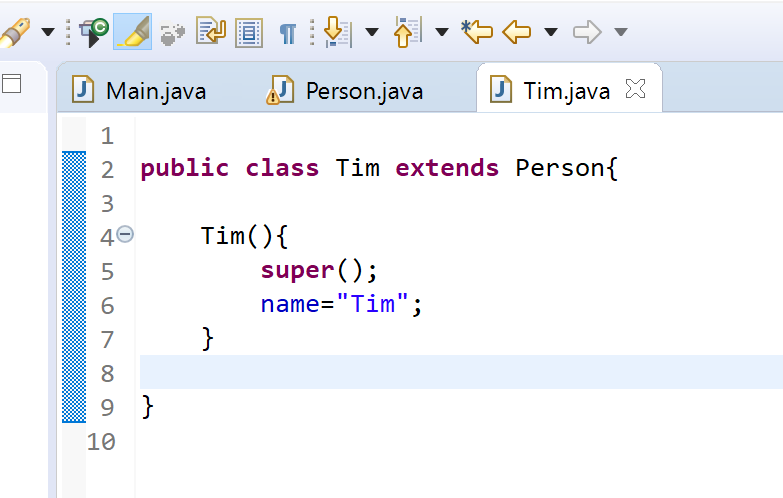 Main.java Person.java Tim.java
1
2 public class Tim extends Person{
3
4 Tim(){
5 super();
6 name="Tim";
7 }
8
9 }
10